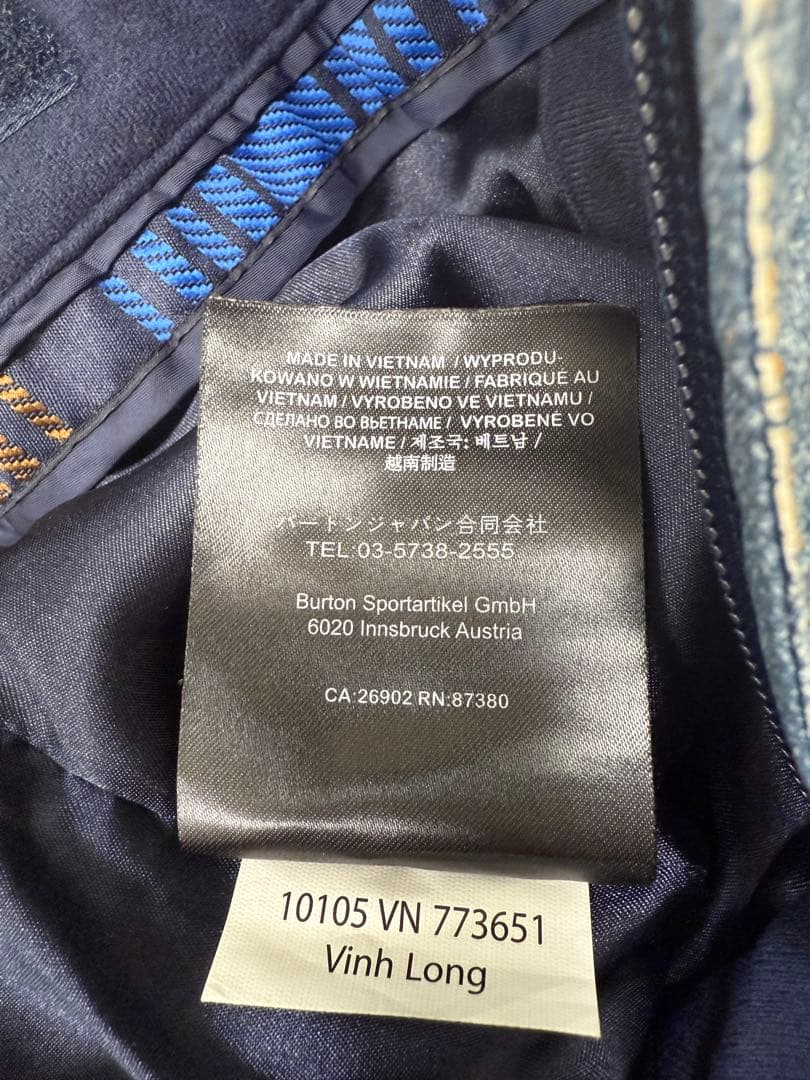 MADE IN VIETNAM / WYPRODU-
KOWANO W WIETNAMIE / FABRIQUÉ AU
VIETNAM / VYROBENO VE VIETNAMU /
СДЕЛАНО ВО ВЬЕТНАМЕ / VYROBENÉ VO
VIETNAME / 제조국: 베트남 /
越南制造
バートンジャパン合同会社
TEL:03-5738-2555
Burton Sportartikel GmbH
6020 Innsbruck Austria
CA:26902 RN:87380
10105 VN 773651
Vinh Long